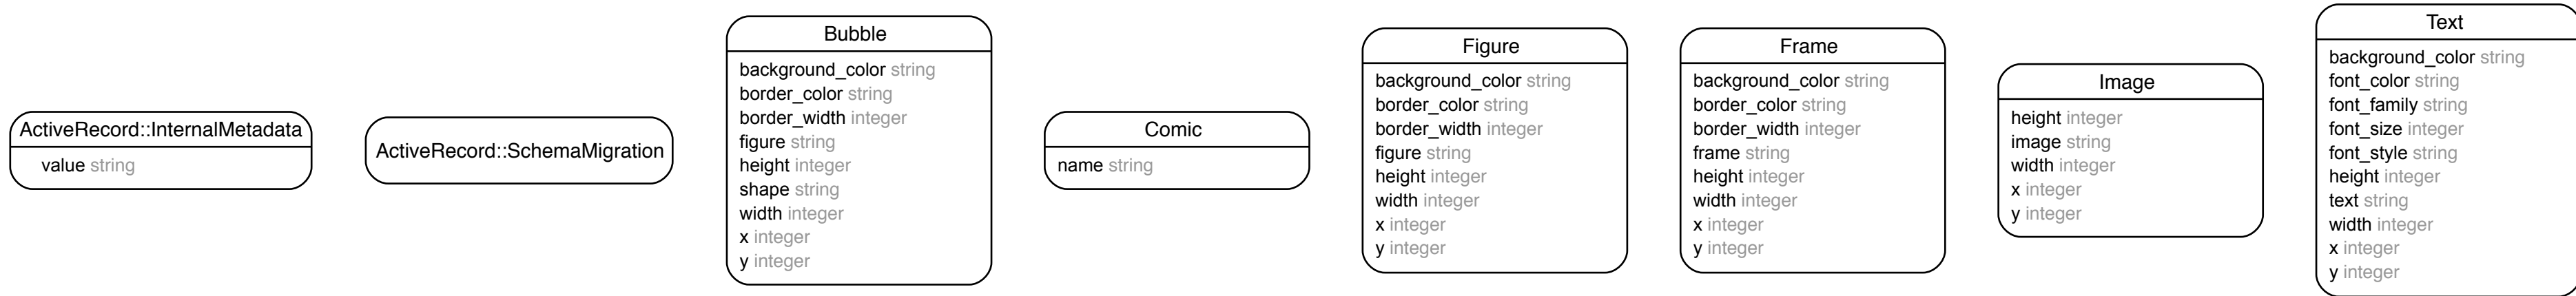 ActiveRecord::InternalMetadata
value string
ActiveRecord::SchemaMigration
Bubble
background_color string
border_color string
border_width integer
figure string
height integer
shape string
width integer
x integer
y integer
Comic
name string
Figure
background_color string
border_color string
border_width integer
figure string
height integer
width integer
x integer
y integer
Frame
background_color string
border_color string
border_width integer
frame string
height integer
width integer
x integer
y integer
Image
height integer
image string
width integer
x integer
y integer
Text
background_color string
font_color string
font_family string
font_size integer
font_style string
height integer
text string
width integer
x integer
y integer